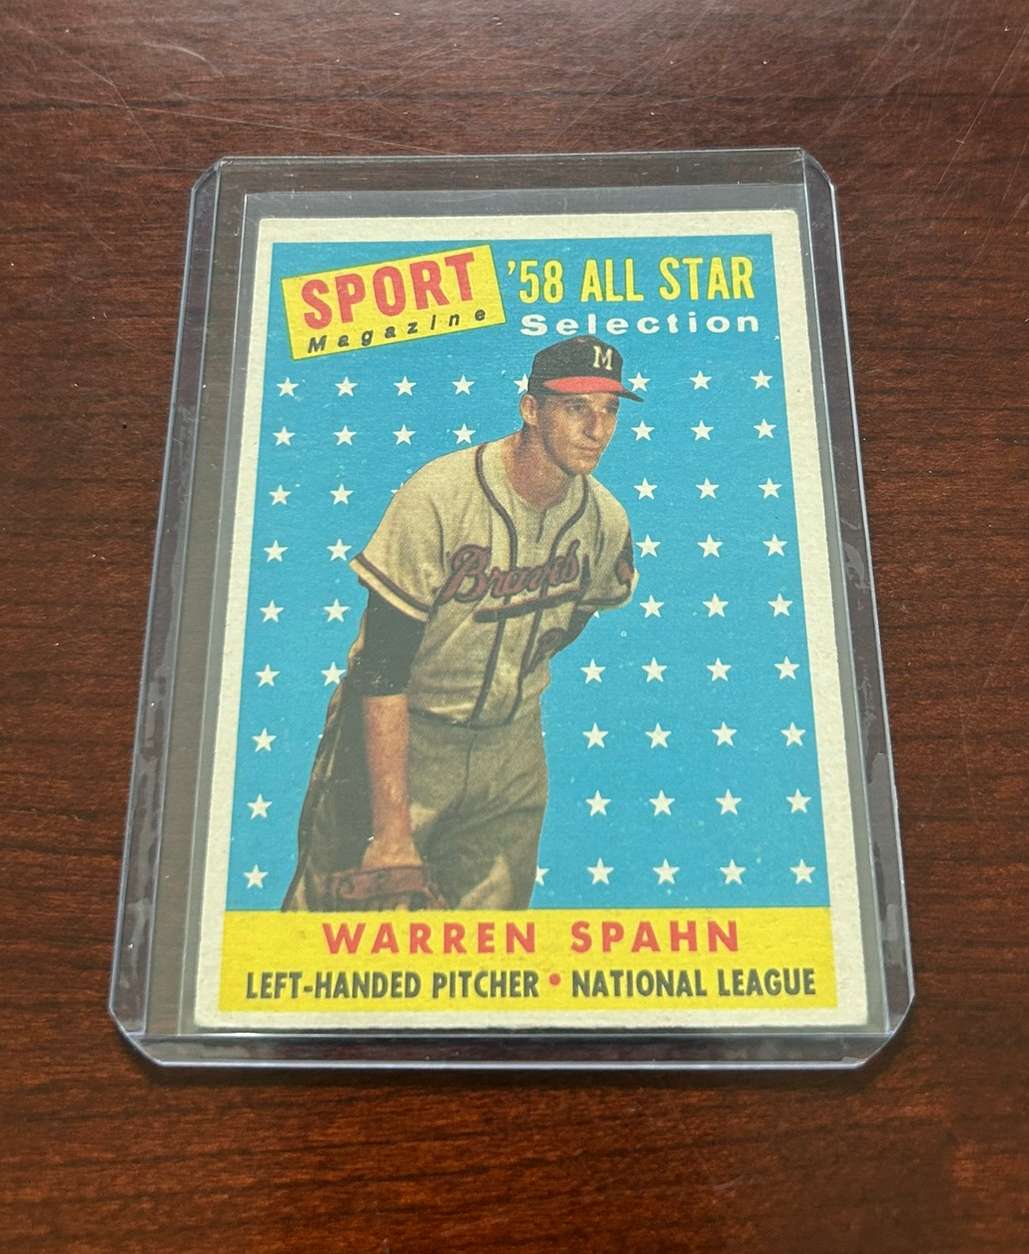 SPORT
Magazine
'58 ALL STAR
Selection
M
Braves
WARREN SPAHN
LEFT-HANDED PITCHER • NATIONAL LEAGUE